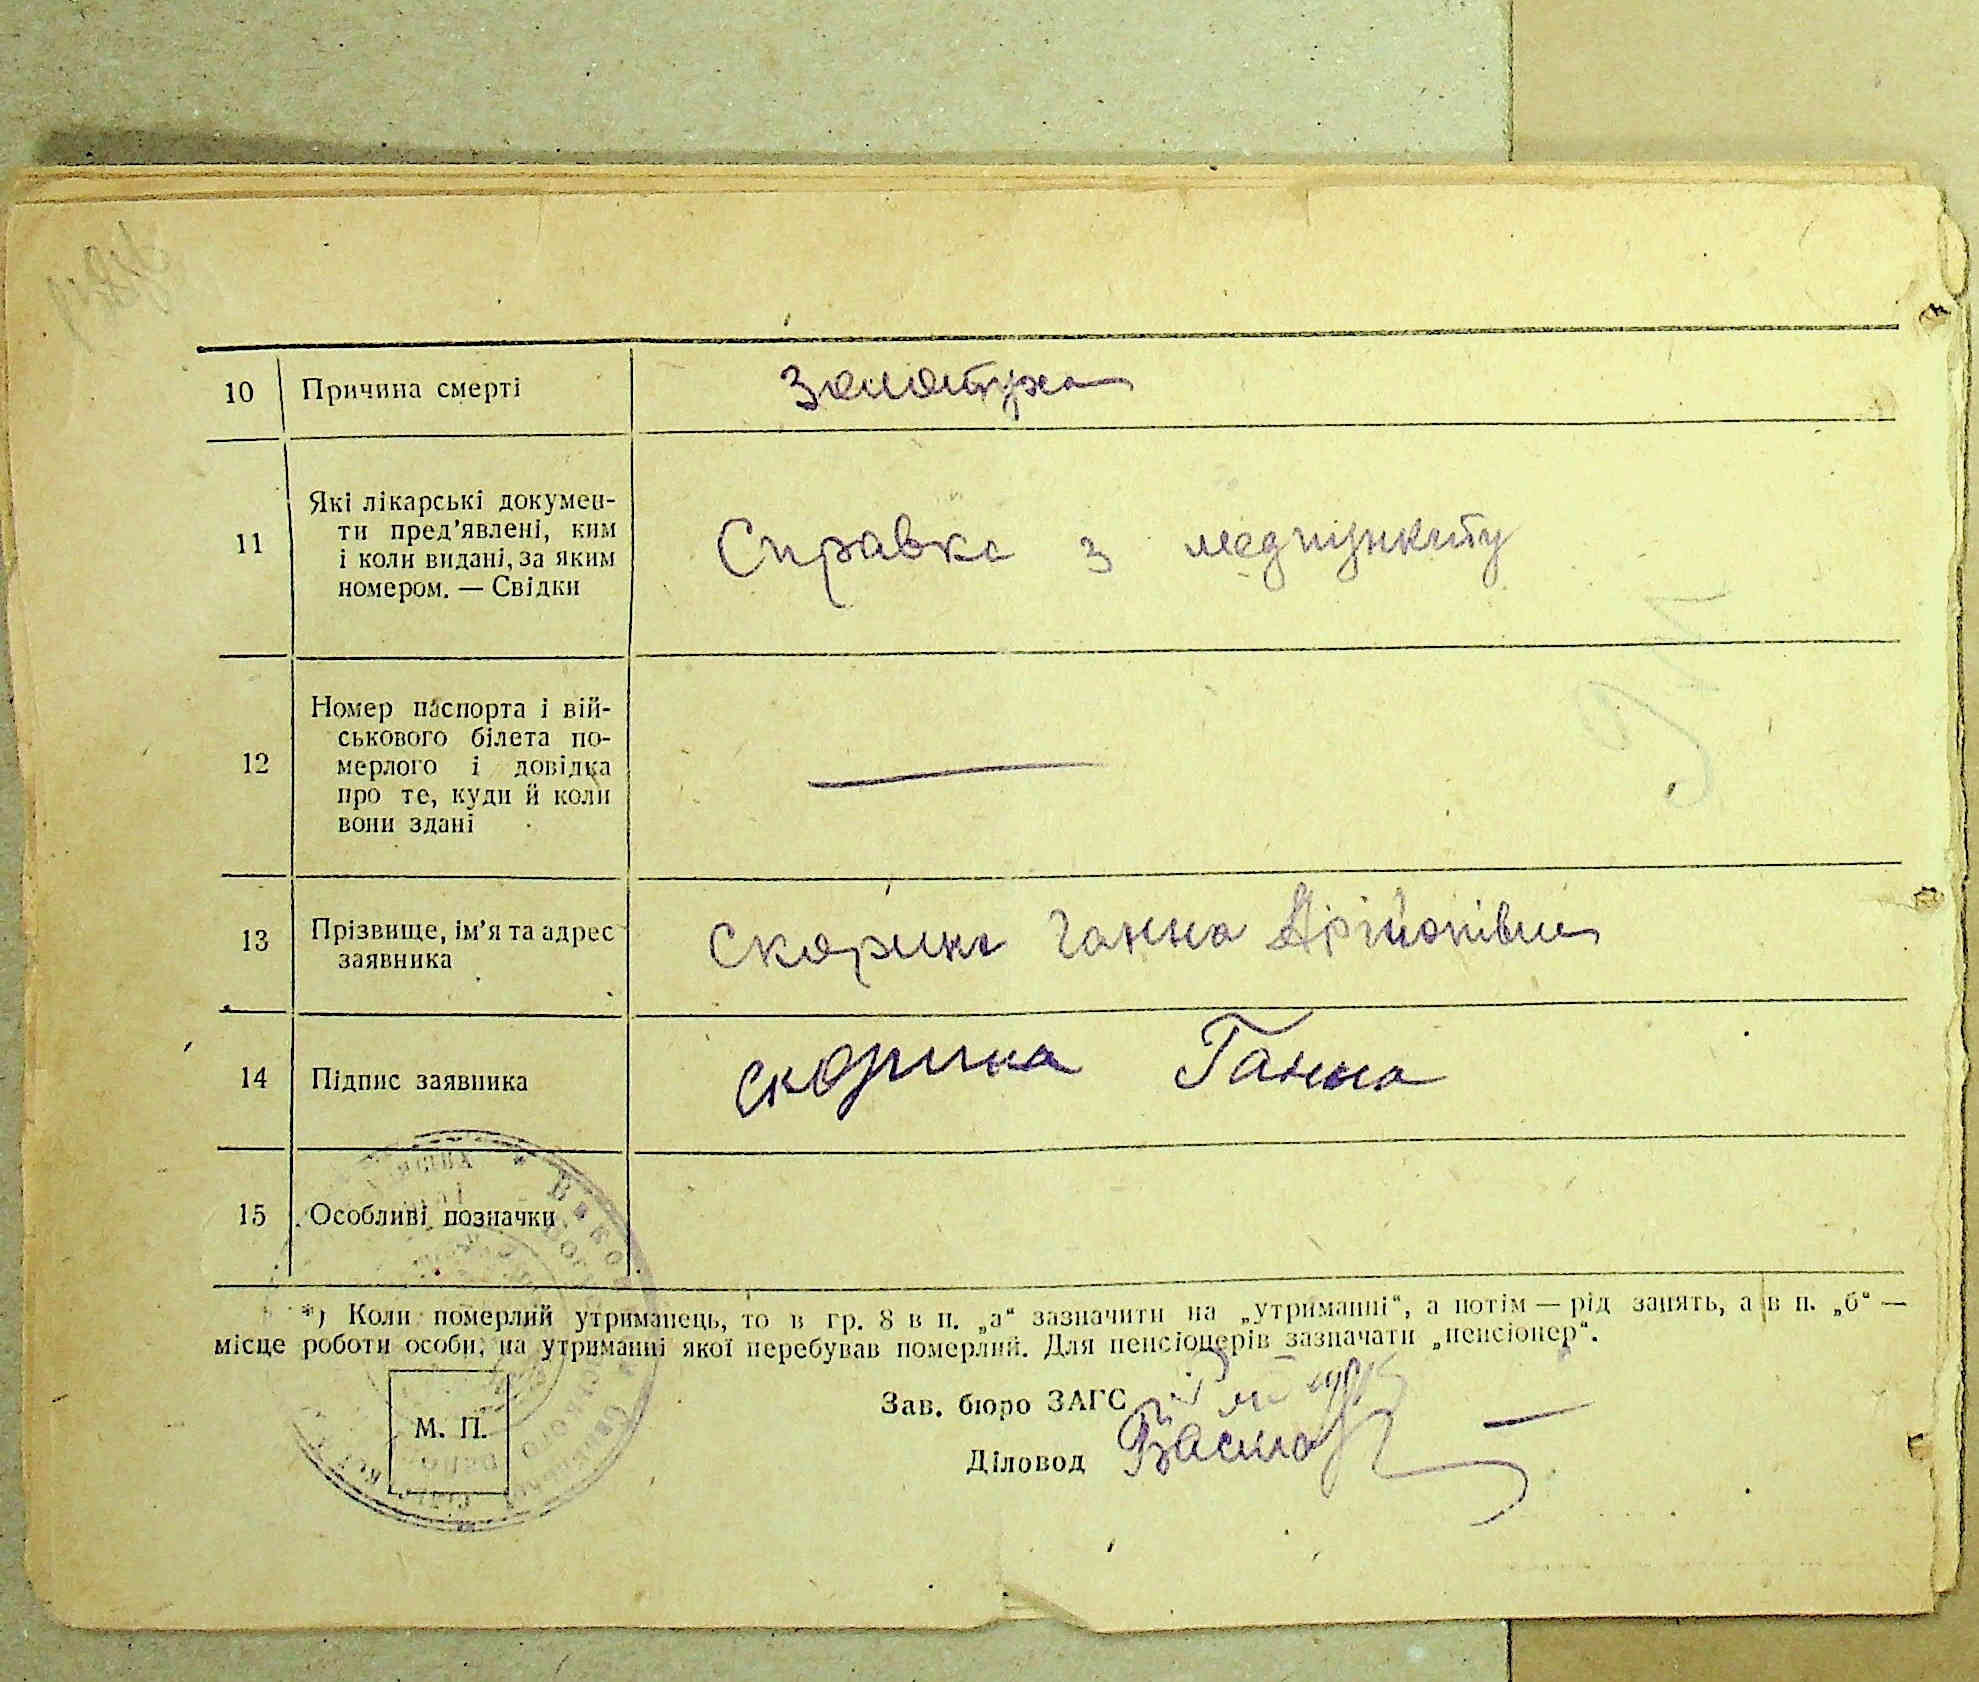 10 Причина смерті Золотуха
11 Які лікарські докумен-
ти пред’явлені, ким
і коли видані, за яким
номером. — Свідки
Справка з медпункту
12 Номер паспорта і вій-
ськового білета по-
мерлого і довідка
про те, куди й коли
вони здані
—
13 Прізвище, ім’я та адрес
заявника
Скорина Ганна
14 Підпис заявника Скорина Ганна
15 Особливі позначки
*) Коли померлий утриманець, то в гр. 8 в п. „а“ зазначити на „утриманні“, а потім — рід занять, а в п. „б“ —
місце роботи особи, на утриманні якої перебував померлий. Для пенсіонерів зазначати „пенсіонер“.
М. П.
Зав. бюро ЗАГС
Діловод